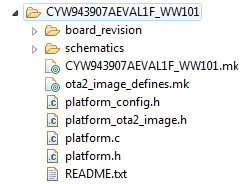 CYW943907AEVAL1F_WW101
board_revision
schematics
CYW943907AEVAL1F_WW101.mk
ota2_image_defines.mk
platform_config.h
platform_ota2_image.h
platform.c
platform.h
README.txt